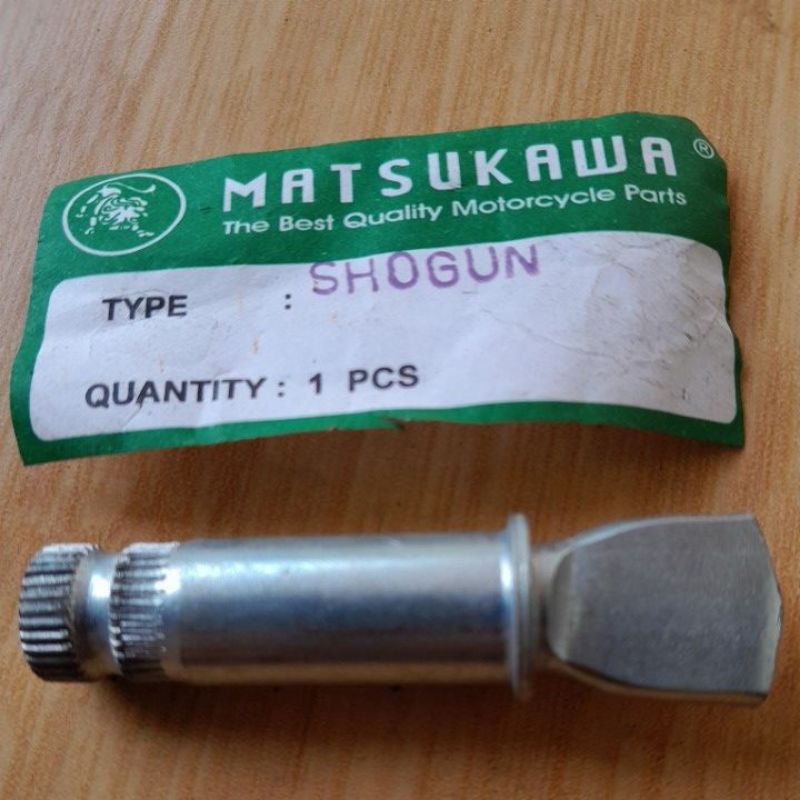 MATSUKAWA ®
The Best Quality Motorcycle Parts
TYPE : SHOGUN
QUANTITY : 1 PCS